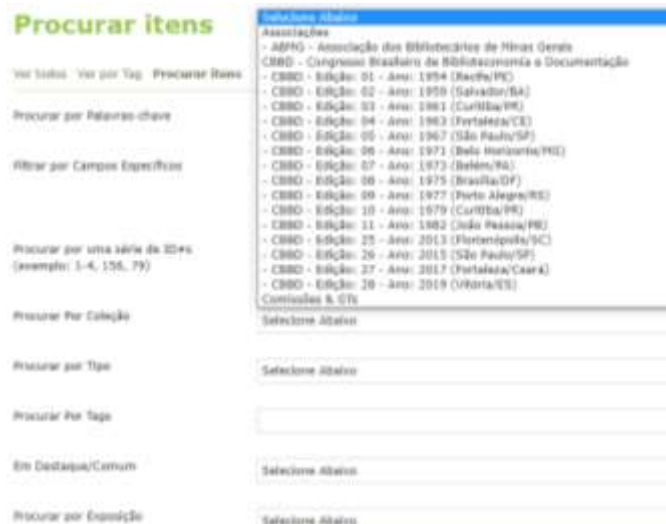 Procurar itens
Ver todos Ver por Tag Procurar itens
Procurar por Palavras-chave
Filtrar por Campos Específicos
Procurar por uma série de ID#s
(exemplo: 1-4, 156, 79)
Procurar Por Coleção
Procurar por Tipo
Procurar Por Tags
Em Destaque/Comum
Procurar por Exposição
Selecione Abaixo
Associações
- ABMG - Associação dos Bibliotecários de Minas Gerais
CBBD - Congresso Brasileiro de Biblioteconomia e Documentação
- CBBD - Edição: 01 - Ano: 1954 (Recife/PE)
- CBBD - Edição: 02 - Ano: 1959 (Salvador/BA)
- CBBD - Edição: 03 - Ano: 1961 (Curitiba/PR)
- CBBD - Edição: 04 - Ano: 1963 (Fortaleza/CE)
- CBBD - Edição: 05 - Ano: 1967 (São Paulo/SP)
- CBBD - Edição: 06 - Ano: 1971 (Belo Horizonte/MG)
- CBBD - Edição: 07 - Ano: 1973 (Belém/PA)
- CBBD - Edição: 08 - Ano: 1975 (Brasília/DF)
- CBBD - Edição: 09 - Ano: 1977 (Porto Alegre/RS)
- CBBD - Edição: 10 - Ano: 1979 (Curitiba/PR)
- CBBD - Edição: 11 - Ano: 1982 (João Pessoa/PB)
- CBBD - Edição: 25 - Ano: 2013 (Florianópolis/SC)
- CBBD - Edição: 26 - Ano: 2015 (São Paulo/SP)
- CBBD - Edição: 27 - Ano: 2017 (Fortaleza/Ceará)
- CBBD - Edição: 28 - Ano: 2019 (Vitória/ES)
Comissões & GTs
Selecione Abaixo
Selecione Abaixo
Selecione Abaixo
Selecione Abaixo